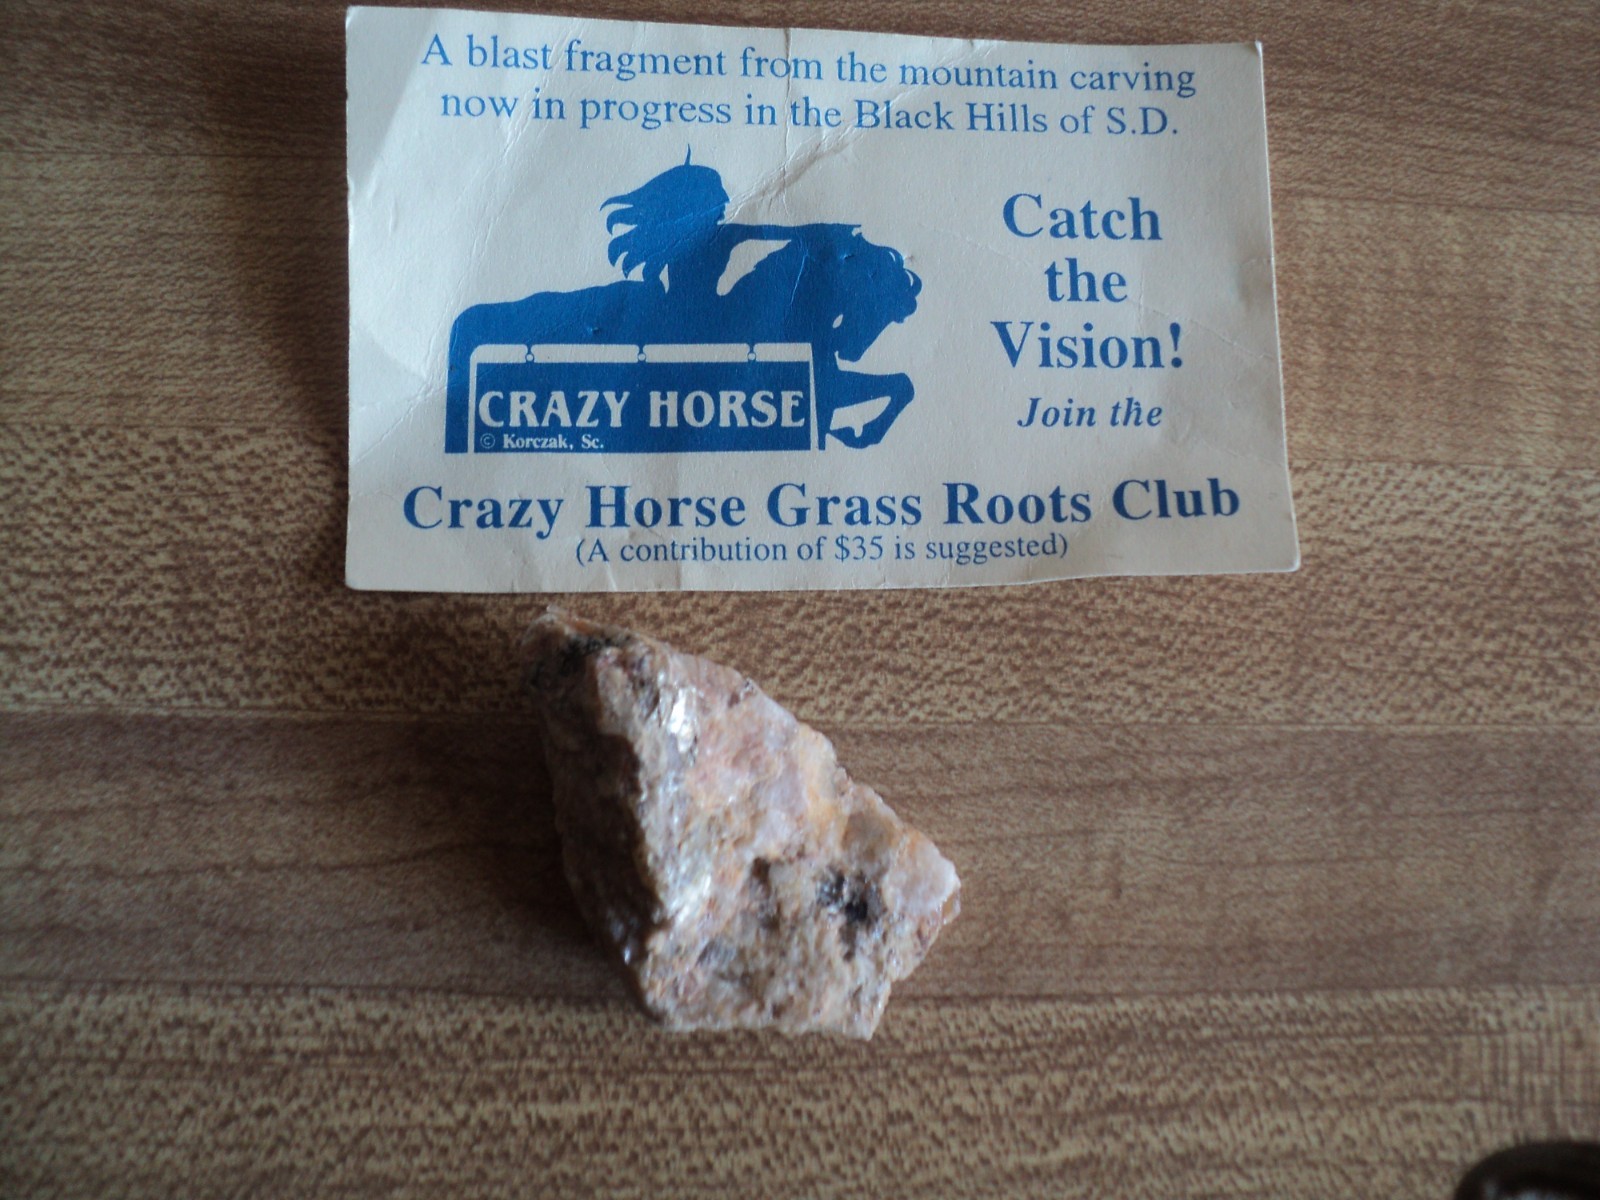 A blast fragment from the mountain carving
now in progress in the Black Hills of S.D.
Catch
the
Vision!
Join the
CRAZY HORSE
© Korczak, Sc.
Crazy Horse Grass Roots Club
(A contribution of $35 is suggested)